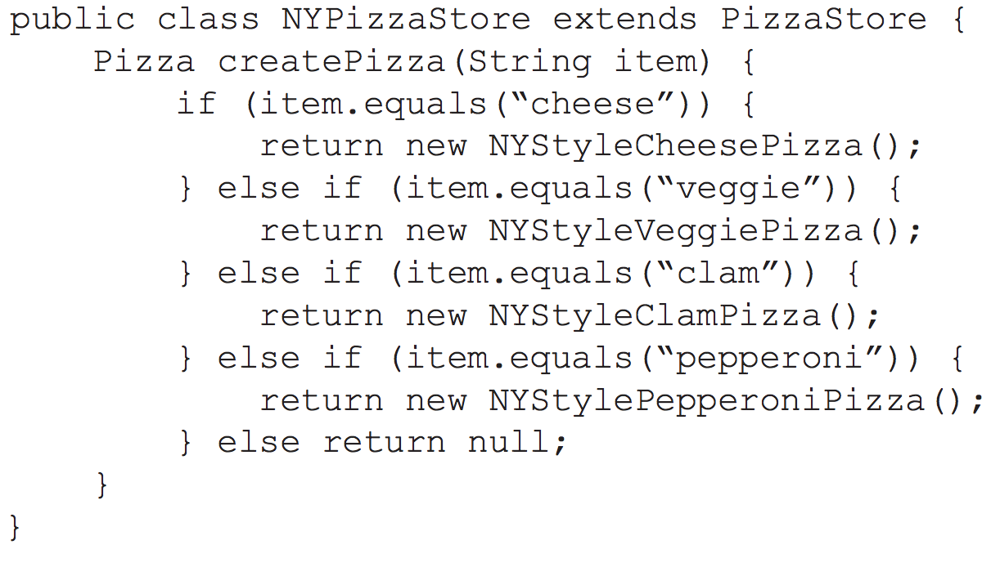 public class NYPizzaStore extends PizzaStore {
    Pizza createPizza(String item) {
        if (item.equals(“cheese”)) {
            return new NYStyleCheesePizza();
        } else if (item.equals(“veggie”)) {
            return new NYStyleVeggiePizza();
        } else if (item.equals(“clam”)) {
            return new NYStyleClamPizza();
        } else if (item.equals(“pepperoni”)) {
            return new NYStylePepperoniPizza();
        } else return null;
    }
}